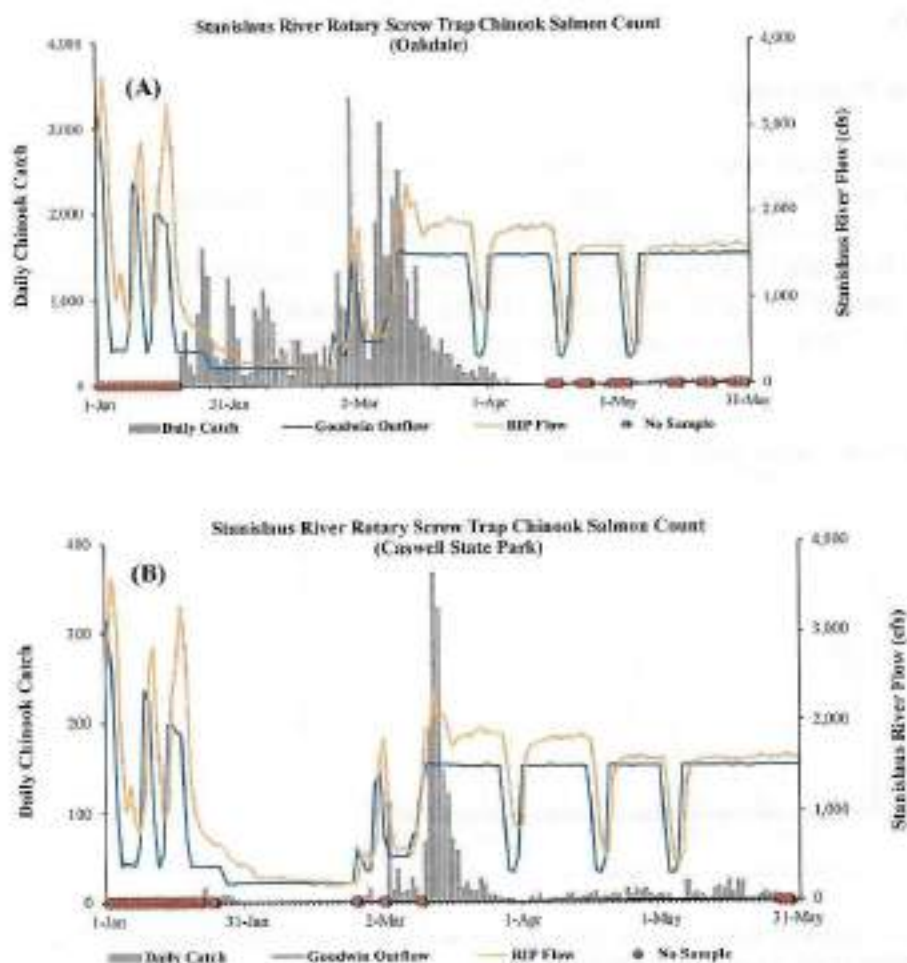 Stanislaus River Rotary Screw Trap Chinook Salmon Count
(Oakdale)
(A)
Daily Chinook Catch
4,000
3,000
2,000
1,000
0
Stanislaus River Flow (cfs)
4,000
3,000
2,000
1,000
0
1-Jan
31-Jan
2-Mar
1-Apr
1-May
31-May
Daily Catch
Goodwin Outflow
RIP Flow
No Sample
Stanislaus River Rotary Screw Trap Chinook Salmon Count
(Caswell State Park)
(B)
Daily Chinook Catch
400
300
200
100
0
Stanislaus River Flow (cfs)
4,000
3,000
2,000
1,000
0
1-Jan
31-Jan
2-Mar
1-Apr
1-May
31-May
Daily Catch
Goodwin Outflow
RIP Flow
No Sample